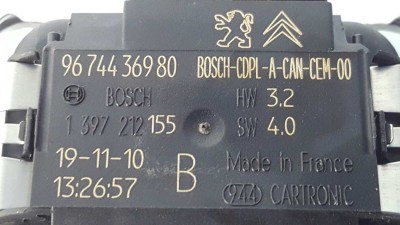 96 744 369 80 BOSCH-CDPL-A-CAN-CEM-00
BOSCH HW 3.2
1 397 212 155 SW 4.0
19-11-10 B Made in France
13:26:57 944 CARTRONIC